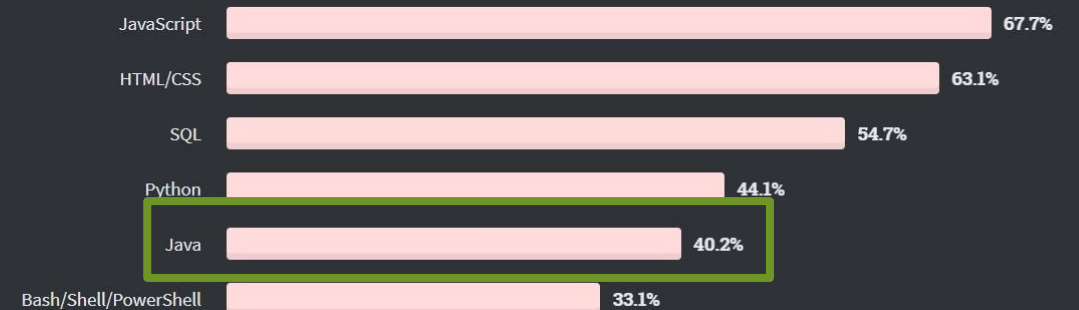 JavaScript 67.7%
HTML/CSS 63.1%
SQL 54.7%
Python 44.1%
Java 40.2%
Bash/Shell/PowerShell 33.1%